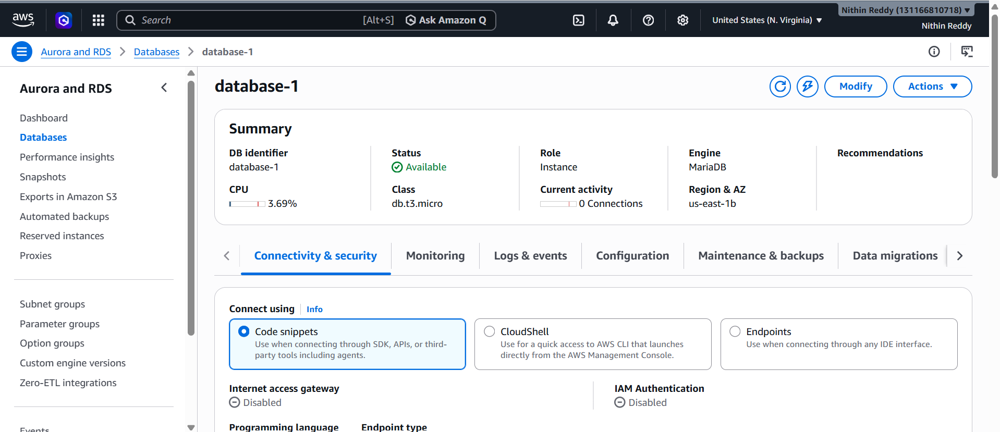 aws
Search
[Alt+S]
Ask Amazon Q
United States (N. Virginia)
Nithin Reddy (131166810718)
Nithin Reddy
Aurora and RDS
Databases
database-1
Aurora and RDS
Dashboard
Databases
Performance insights
Snapshots
Exports in Amazon S3
Automated backups
Reserved instances
Proxies
Subnet groups
Parameter groups
Option groups
Custom engine versions
Zero-ETL integrations
Events
database-1
Modify
Actions
Summary
DB identifier
database-1
CPU
3.69%
Status
Available
Class
db.t3.micro
Role
Instance
Current activity
0 Connections
Engine
MariaDB
Region & AZ
us-east-1b
Recommendations
Connectivity & security
Monitoring
Logs & events
Configuration
Maintenance & backups
Data migrations
Connect using
Info
Code snippets
Use when connecting through SDK, APIs, or third-
party tools including agents.
CloudShell
Use for a quick access to AWS CLI that launches
directly from the AWS Management Console.
Endpoints
Use when connecting through any IDE interface.
Internet access gateway
Disabled
IAM Authentication
Disabled
Programming language
Endpoint type